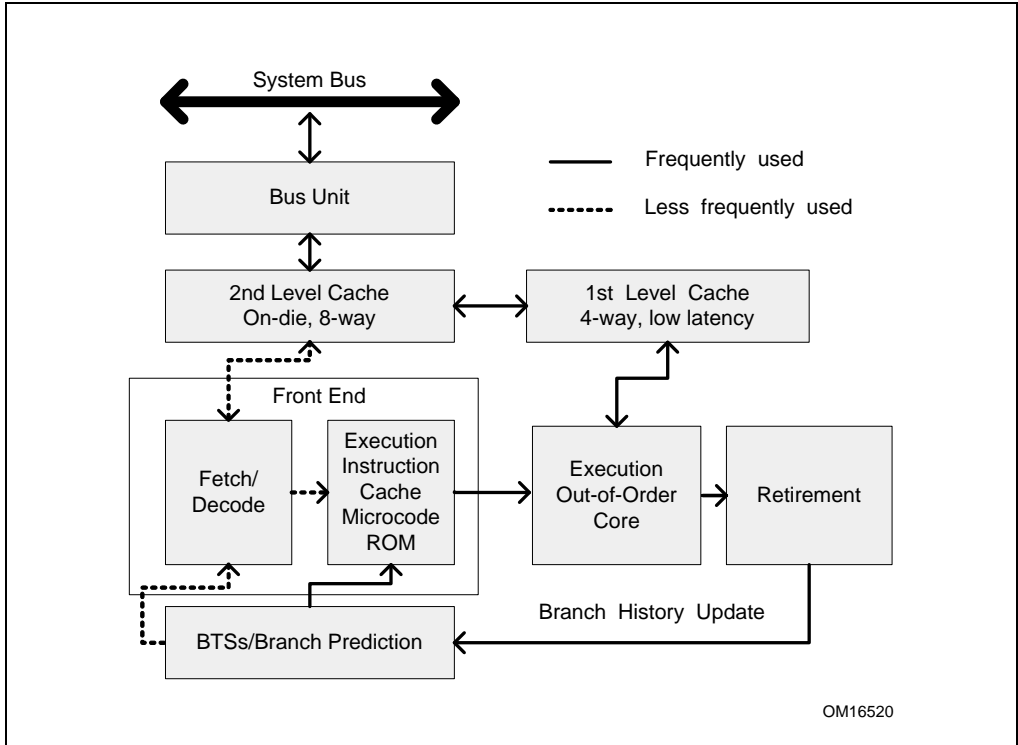 System Bus
Bus Unit
Frequently used
Less frequently used
2nd Level Cache
On-die, 8-way
1st Level Cache
4-way, low latency
Front End
Fetch/
Decode
Execution
Instruction
Cache
Microcode
ROM
Execution
Out-of-Order
Core
Retirement
BTSs/Branch Prediction
Branch History Update
OM16520